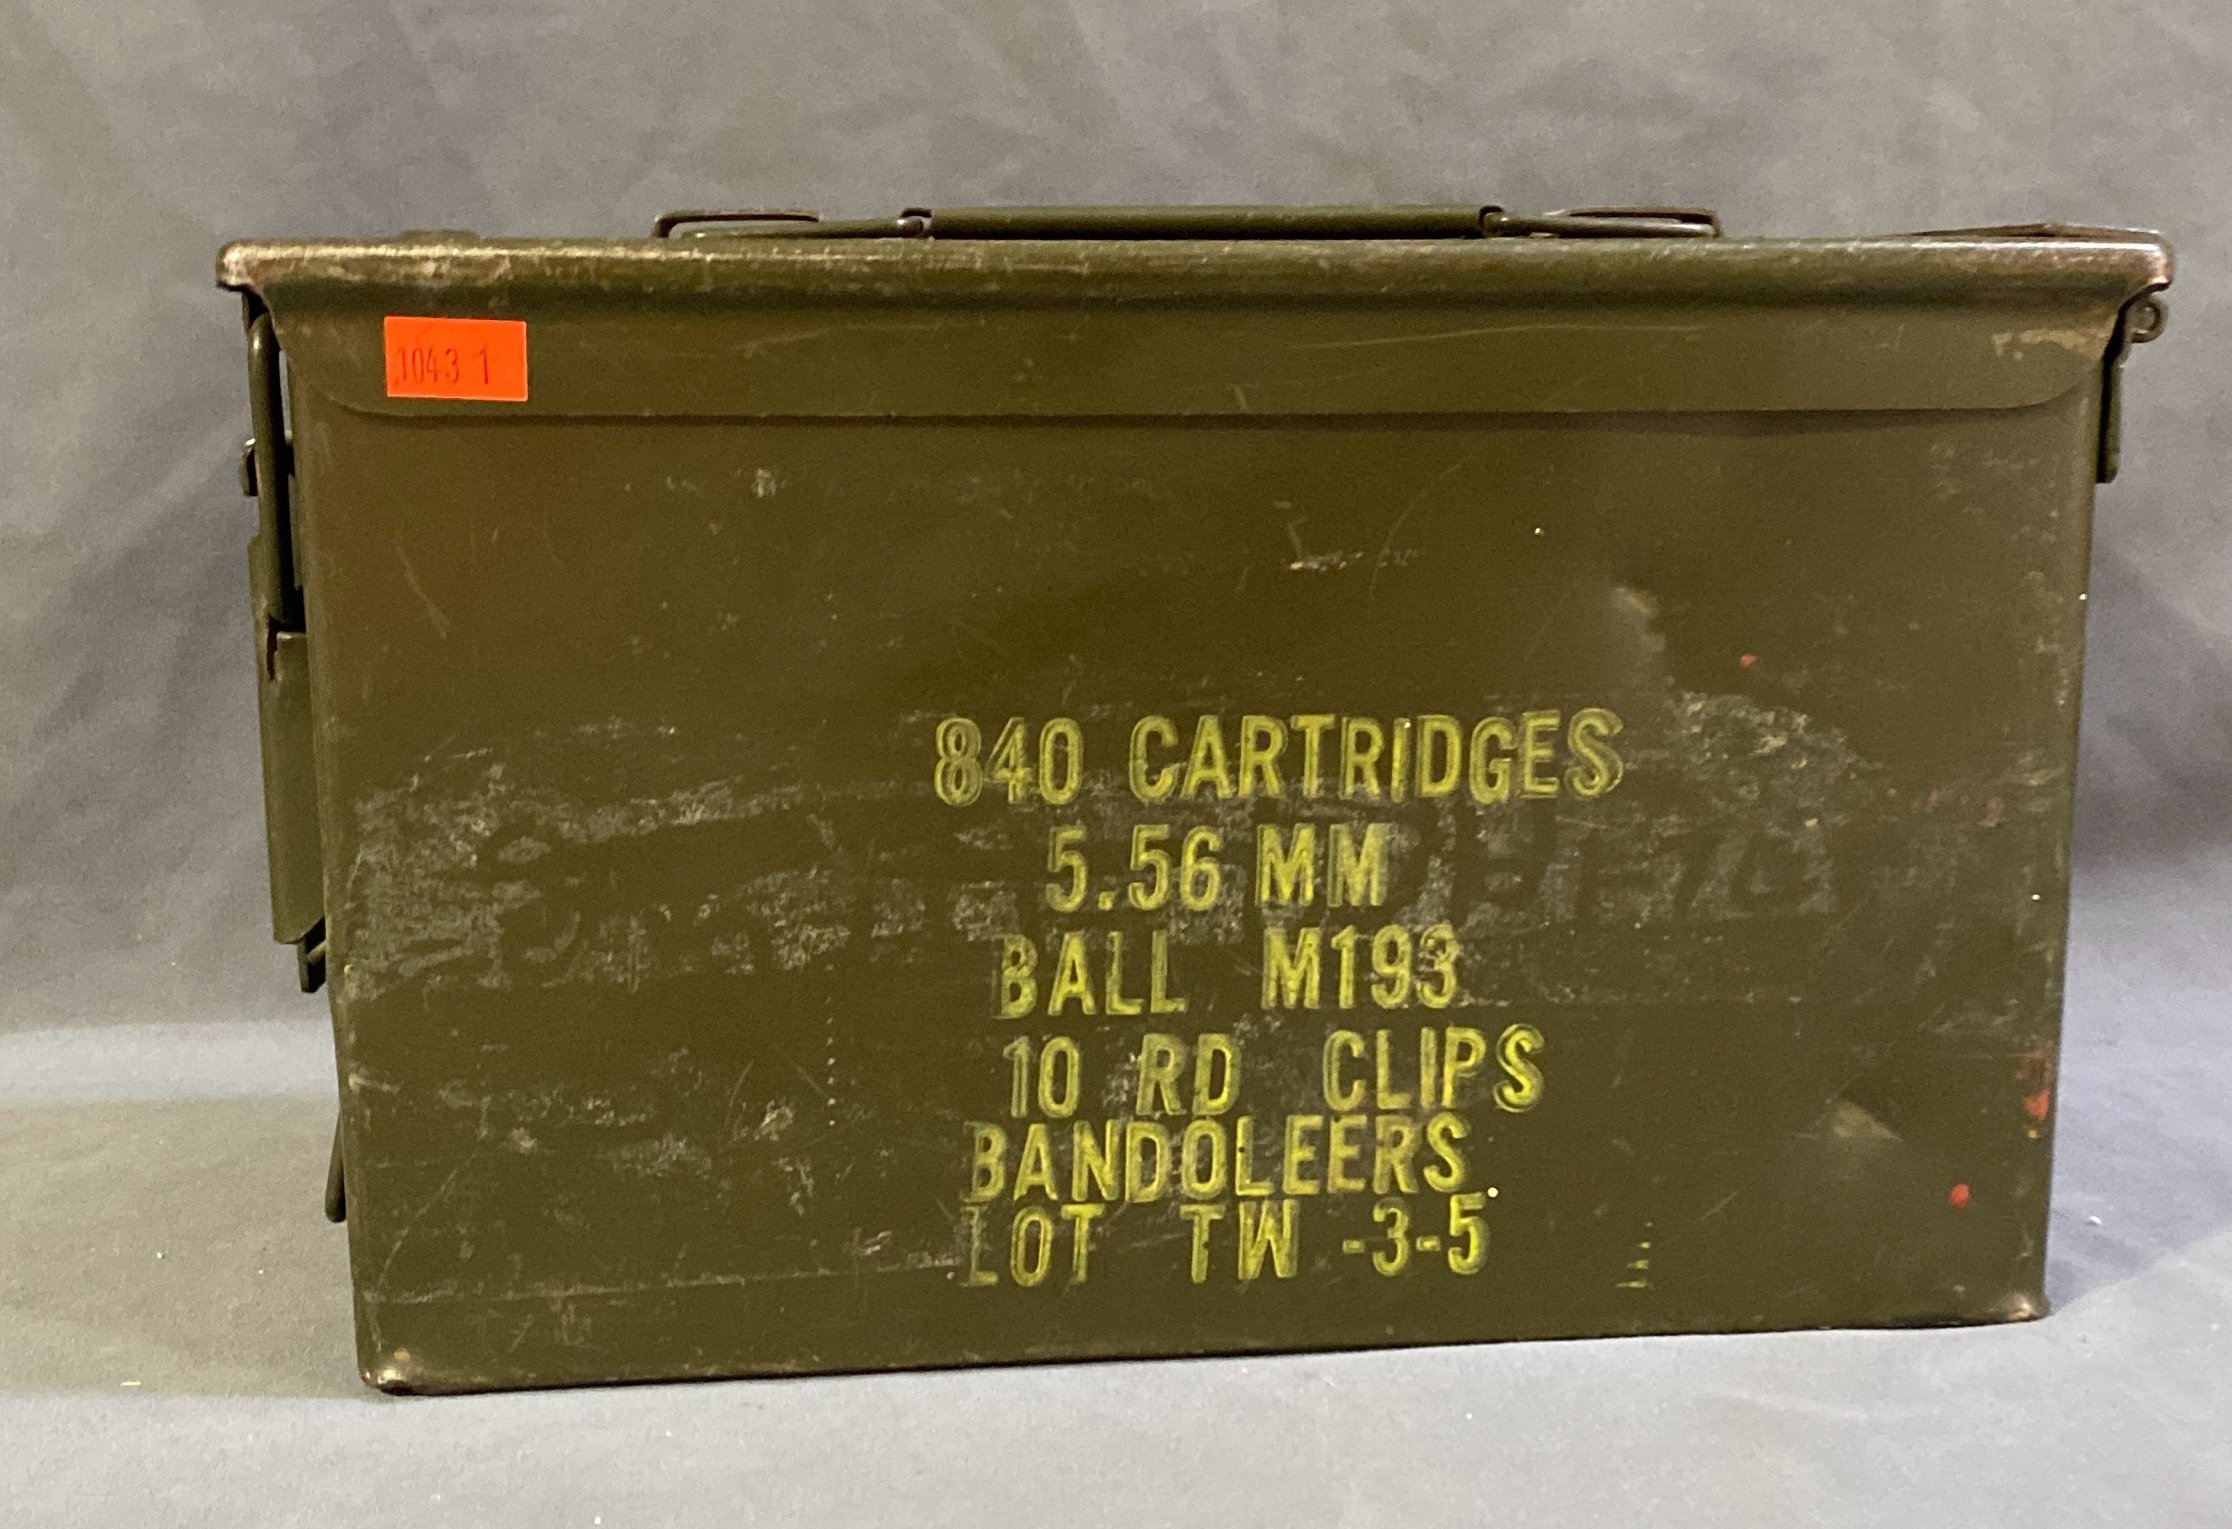 1043 1
840 CARTRIDGES
5.56 MM
BALL M193
10 RD CLIPS
BANDOLEERS
LOT TW -3-5